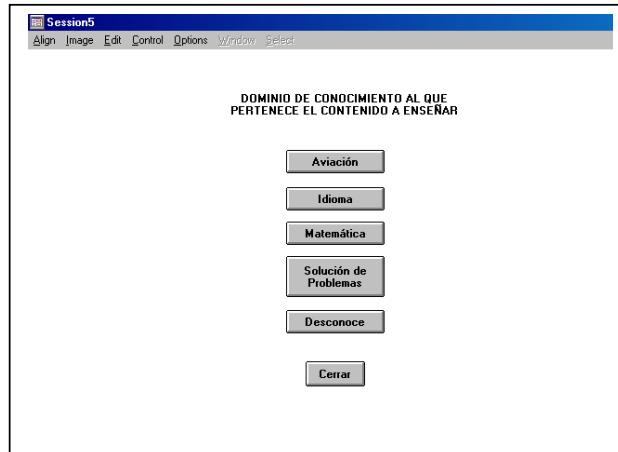 Session5
Align Image Edit Control Options Window Select
DOMINIO DE CONOCIMIENTO AL QUE
PERTENECE EL CONTENIDO A ENSEÑAR
Aviación
Idioma
Matemática
Solución de
Problemas
Desconoce
Cerrar